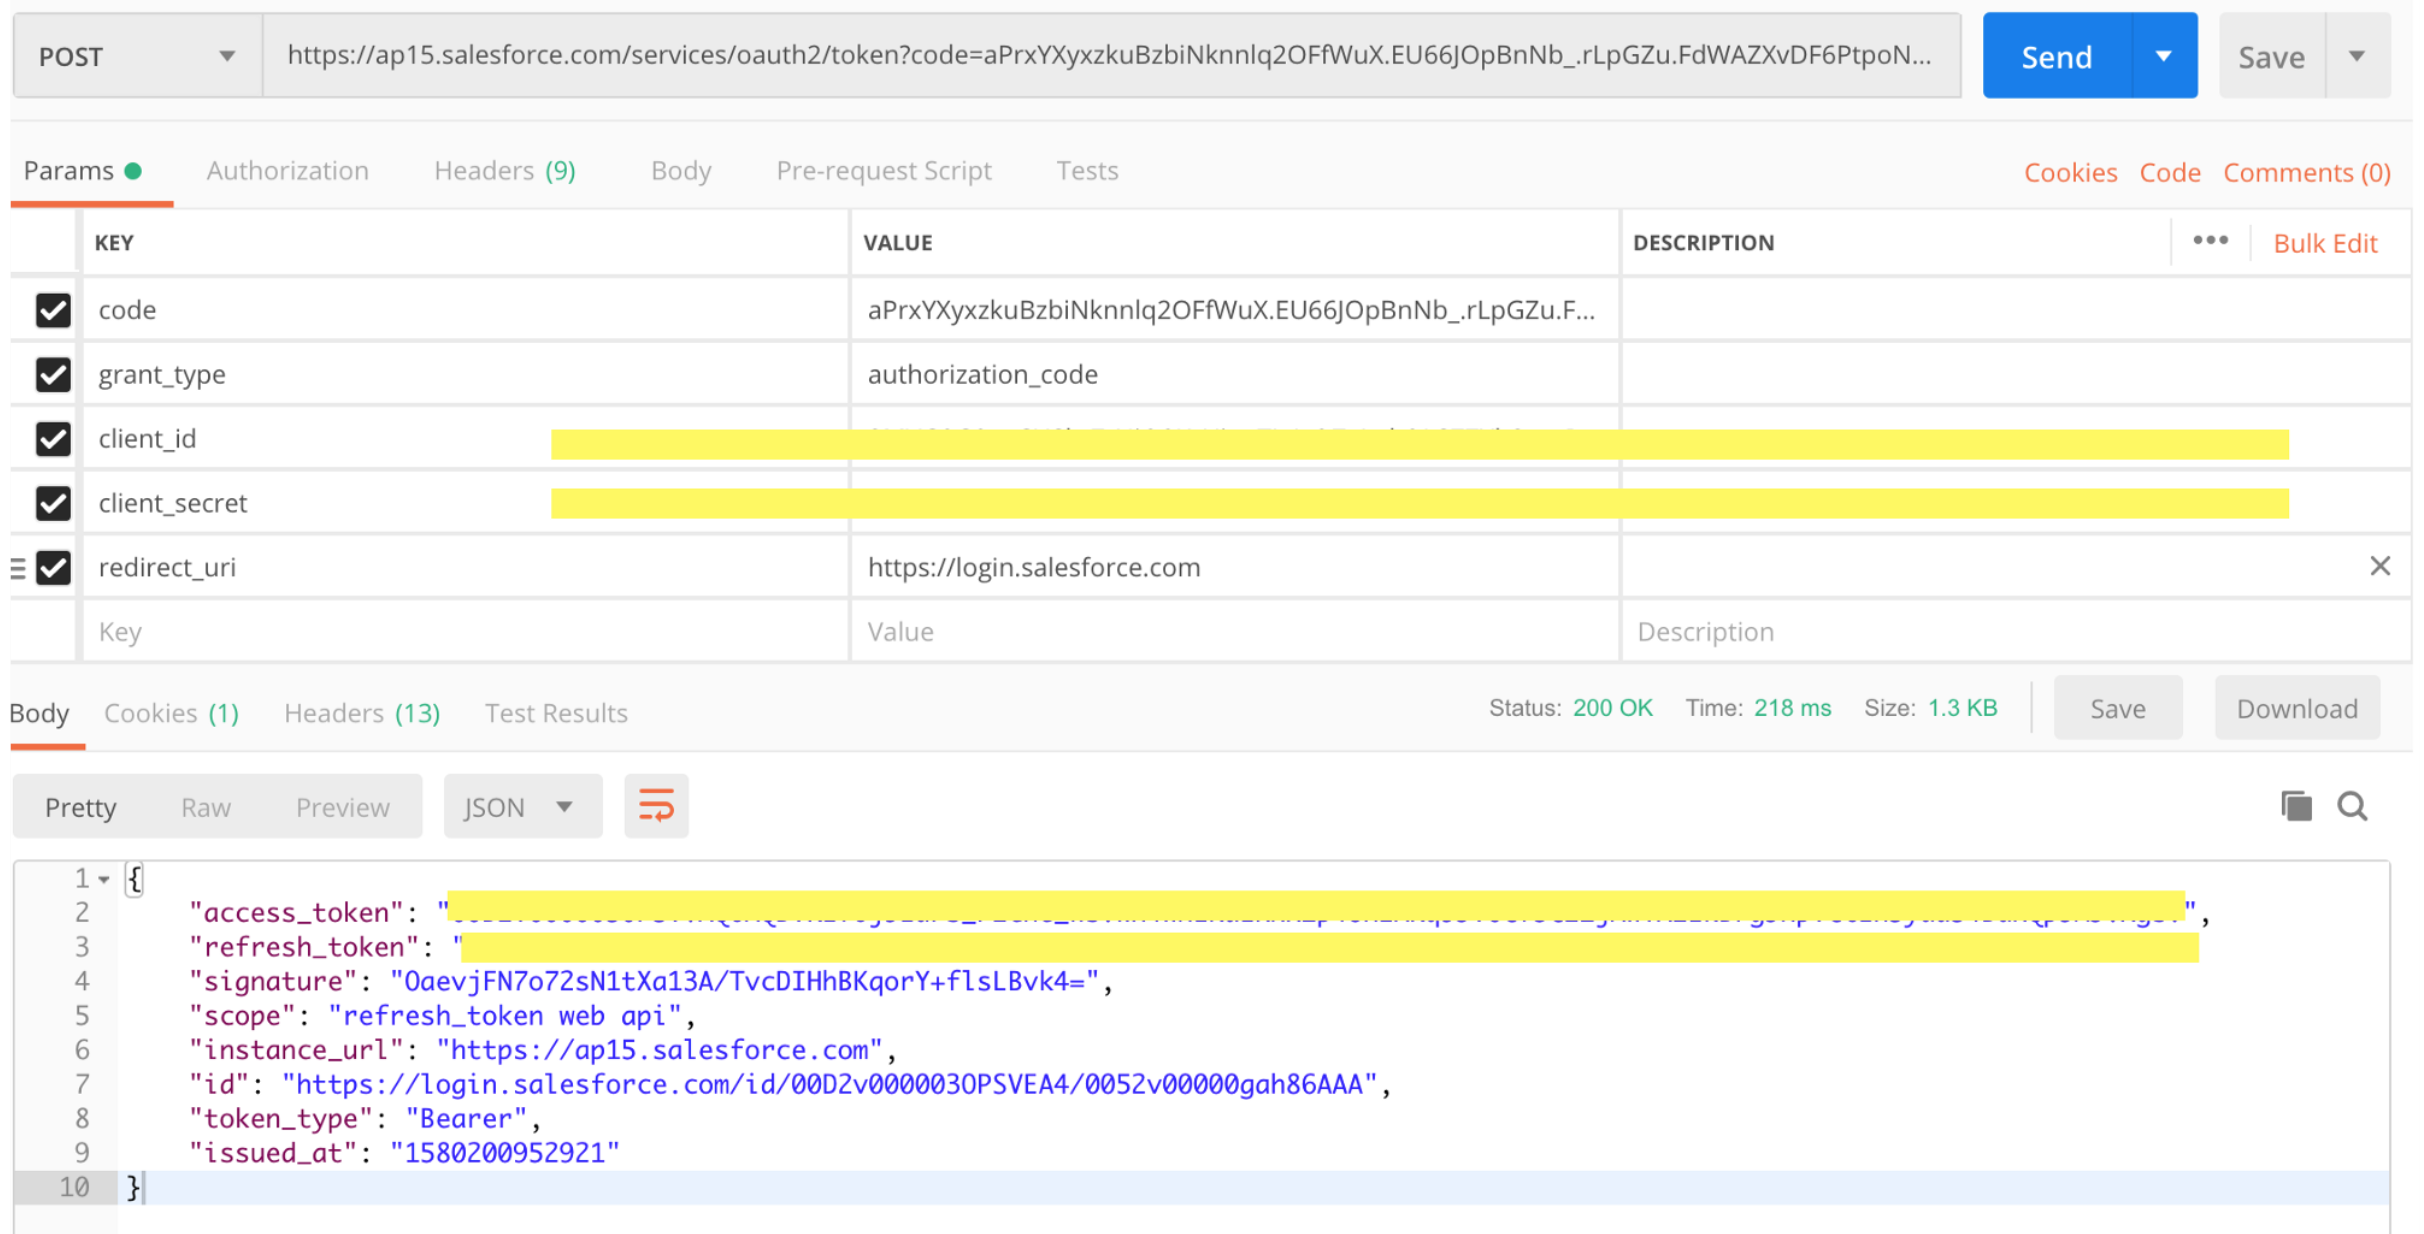 POST https://ap15.salesforce.com/services/oauth2/token?code=aPrxYXyxzkuBzbiNknnlq2OFfWuX.EU66JOpBnNb_.rLpGZu.FdWAZXvDF6PtpoN... Send Save
Params Authorization Headers (9) Body Pre-request Script Tests Cookies Code Comments (0)
KEY VALUE DESCRIPTION ••• Bulk Edit
code aPrxYXyxzkuBzbiNknnlq2OFfWuX.EU66JOpBnNb_.rLpGZu.F...
grant_type authorization_code
client_id
client_secret
redirect_uri https://login.salesforce.com
Key Value Description
Body Cookies (1) Headers (13) Test Results Status: 200 OK Time: 218 ms Size: 1.3 KB Save Download
Pretty Raw Preview JSON
1 {
2 "access_token": "",
3 "refresh_token": "
4 "signature": "OaevjFN7o72sN1tXa13A/TvcDIHhBKqorY+flsLBvk4=",
5 "scope": "refresh_token web api",
6 "instance_url": "https://ap15.salesforce.com",
7 "id": "https://login.salesforce.com/id/00D2v000003OPSVEA4/0052v00000gah86AAA",
8 "token_type": "Bearer",
9 "issued_at": "1580200952921"
10 }